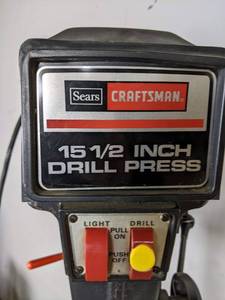 Sears CRAFTSMAN
15 1/2 INCH
DRILL PRESS
LIGHT DRILL
PULL
ON
PUSH
OFF